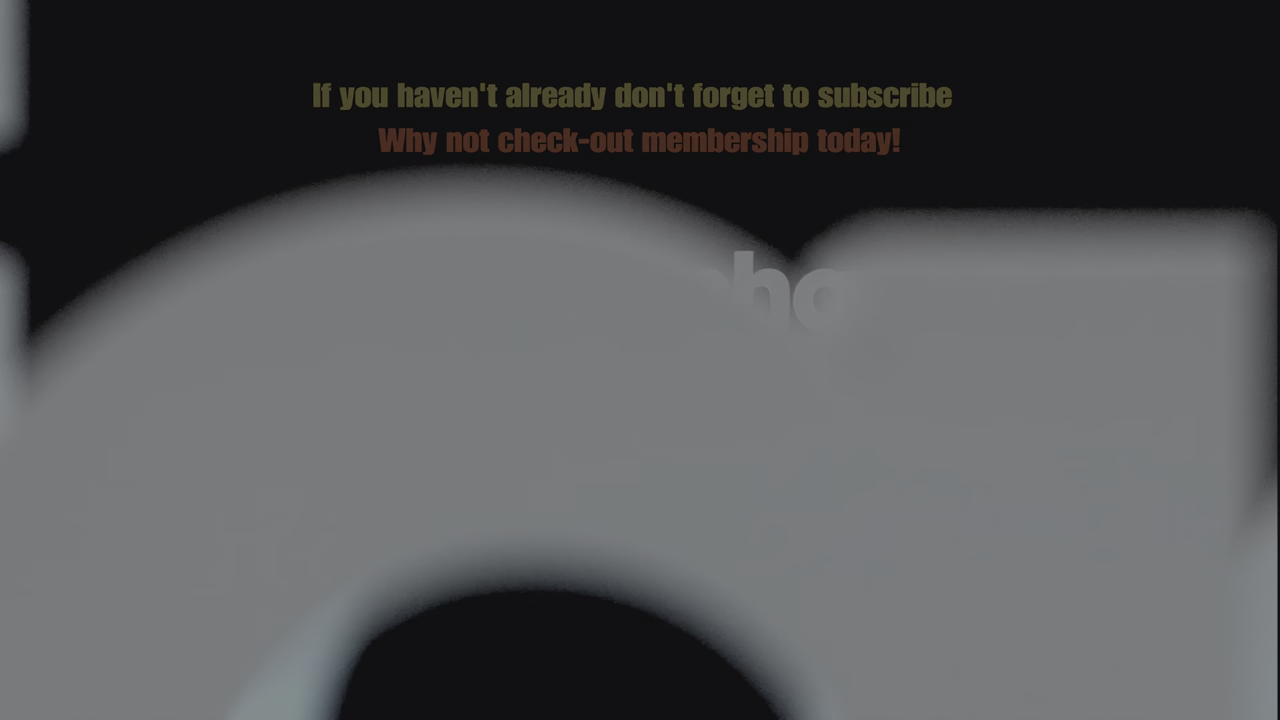 If you haven't already don't forget to subscribe
Why not check-out membership today!